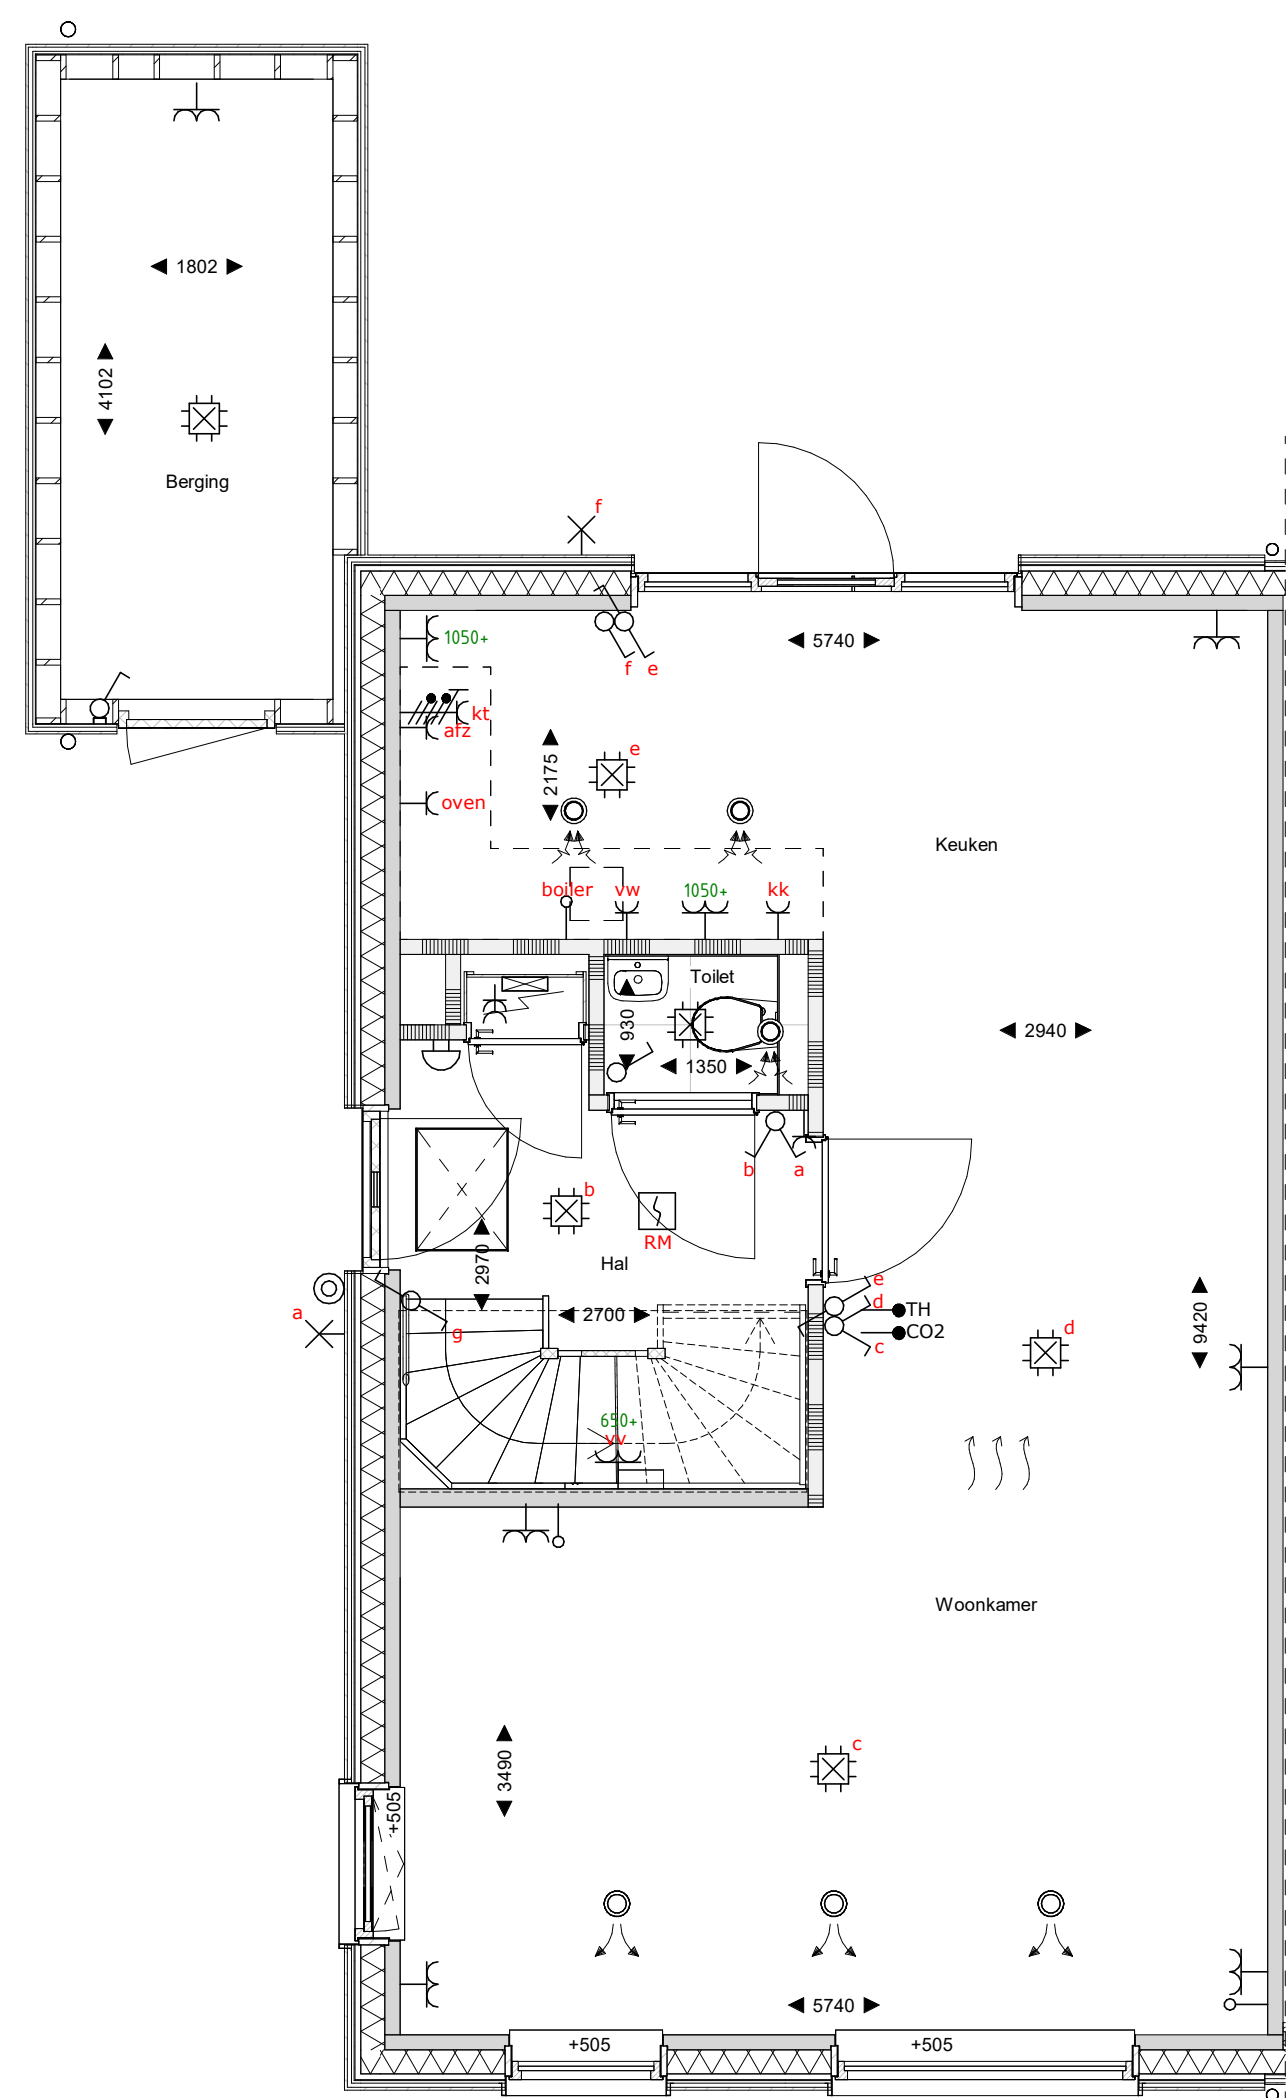 1802
4102
Berging
f
1050+
5740
f e
kt
afz
e
2175
oven
Keuken
boiler
vw
1050+
kk
Toilet
930
2940
1350
b
a
b
RM
Hal
2970
e
d
TH
a
2700
g
CO2
c
d
9420
650+
vv
Woonkamer
c
3490
+505
5740
+505
+505